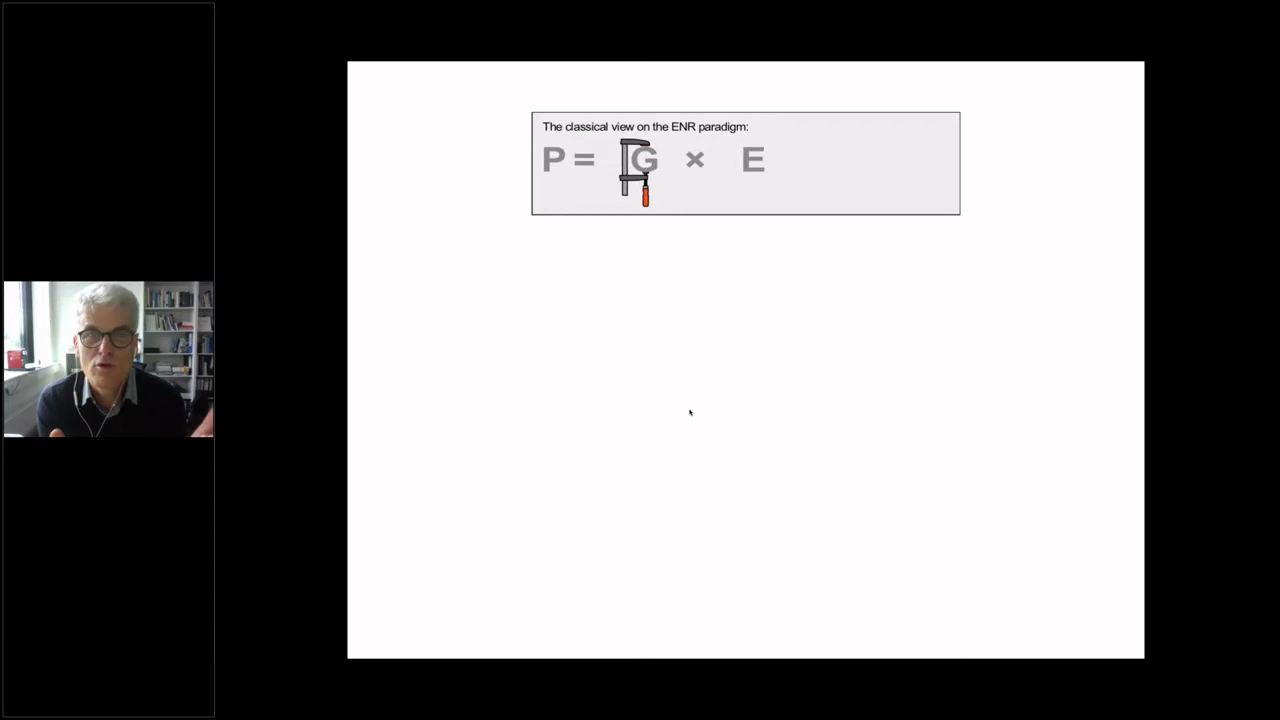 The classical view on the ENR paradigm:
P = G × E